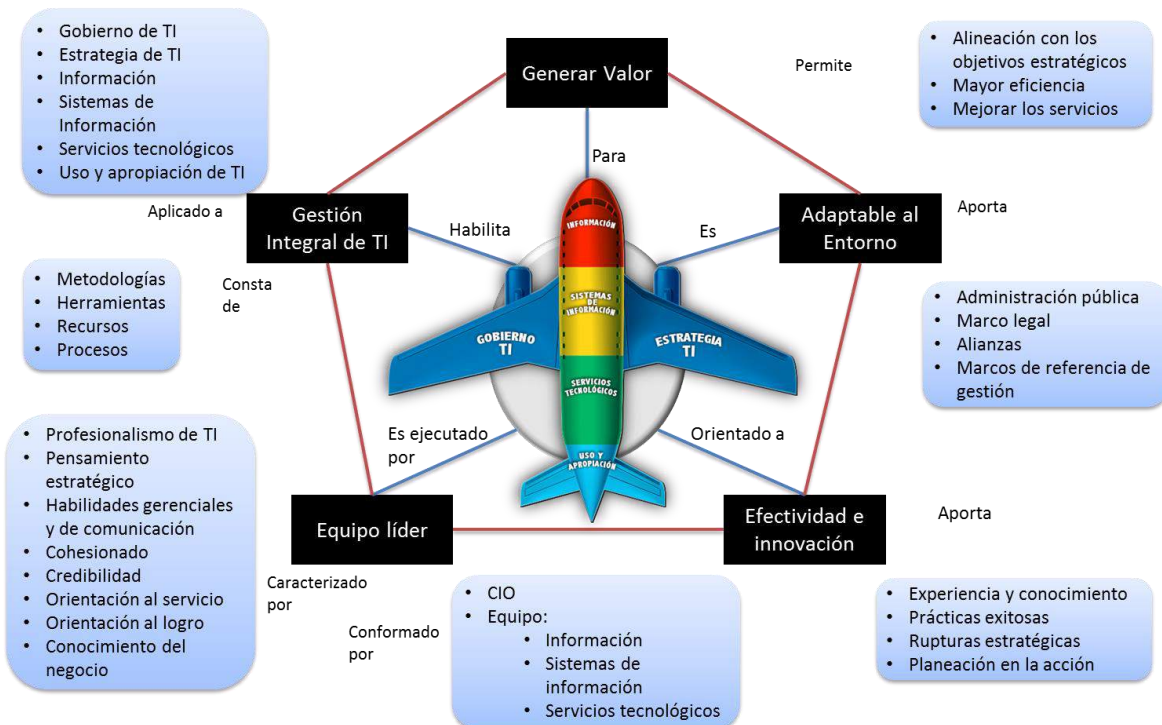 • Gobierno de TI
• Estrategia de TI
• Información
• Sistemas de
Información
• Servicios tecnológicos
• Uso y apropiación de TI
Generar Valor
Permite
• Alineación con los
objetivos estratégicos
• Mayor eficiencia
• Mejorar los servicios
Para
Aplicado a
Gestión
Integral de TI
Habilita
Es
Adaptable al
Entorno
Aporta
Consta
de
• Metodologías
• Herramientas
• Recursos
• Procesos
INFORMACIÓN
SISTEMAS
DE
INFORMACIÓN
GOBIERNO
TI
ESTRATEGIA
TI
SERVICIOS
TECNOLÓGICOS
USO Y
APROPIACIÓN
• Administración pública
• Marco legal
• Alianzas
• Marcos de referencia de
gestión
Es ejecutado
por
Orientado a
• Profesionalismo de TI
• Pensamiento
estratégico
• Habilidades gerenciales
y de comunicación
• Cohesionado
• Credibilidad
• Orientación al servicio
• Orientación al logro
• Conocimiento del
negocio
Equipo líder
Efectividad e
innovación
Aporta
Caracterizado
por
Conformado
por
• CIO
• Equipo:
• Información
• Sistemas de
información
• Servicios tecnológicos
• Experiencia y conocimiento
• Prácticas exitosas
• Rupturas estratégicas
• Planeación en la acción